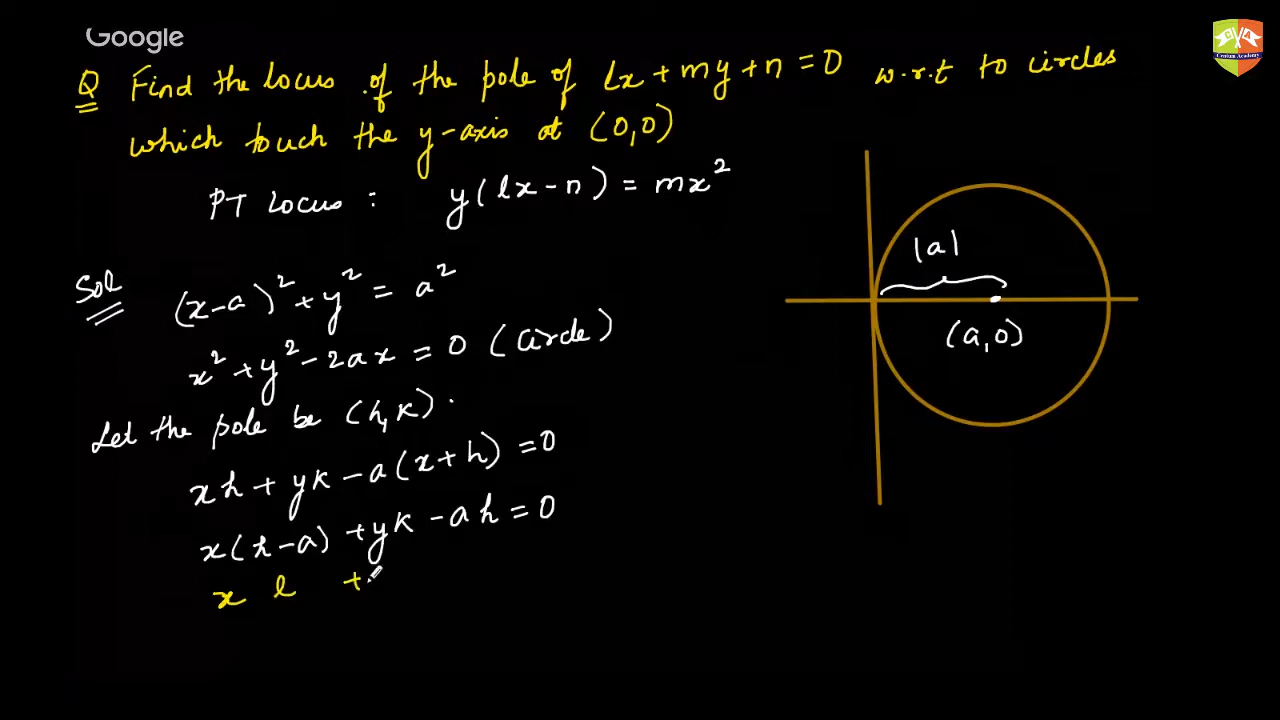 Google
Q Find the locus of the pole of lx + my + n = 0 w.r.t to circles
which touch the y-axis at (0,0)
PT Locus : y(lx - n) = mx²
Sol (x-a)² + y² = a²
x² + y² - 2ax = 0 (circle)
Let the pole be (h,k).
xh + yk - a(x+h) = 0
x(h-a) + yk - ah = 0
x l +
|a|
(a,0)